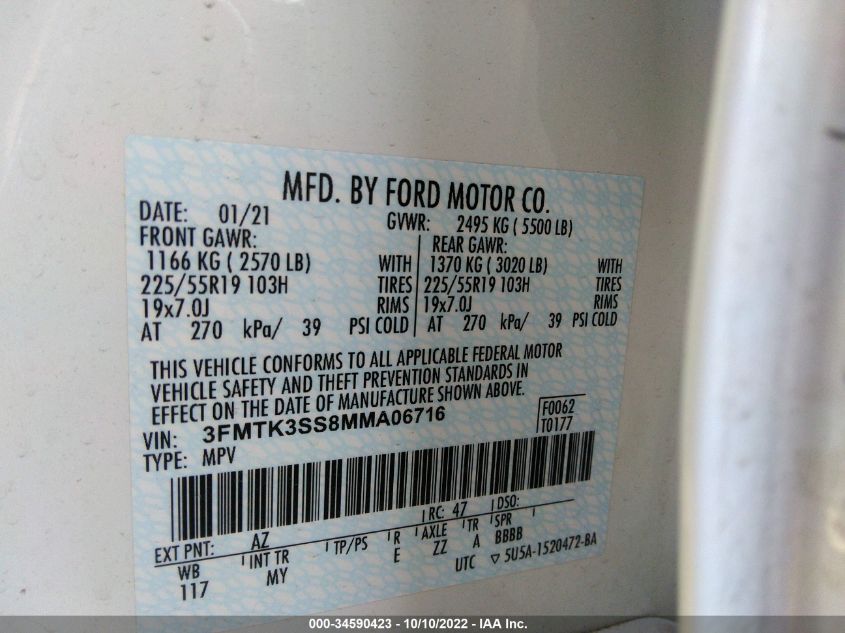 MFD. BY FORD MOTOR CO.
DATE: 01/21 GVWR: 2495 KG ( 5500 LB)
FRONT GAWR: REAR GAWR:
1166 KG ( 2570 LB) WITH 1370 KG ( 3020 LB) WITH
225/55R19 103H TIRES 225/55R19 103H TIRES
19x7.0J RIMS 19x7.0J RIMS
AT 270 kPa/ 39 PSI COLD AT 270 kPa/ 39 PSI COLD
THIS VEHICLE CONFORMS TO ALL APPLICABLE FEDERAL MOTOR
VEHICLE SAFETY AND THEFT PREVENTION STANDARDS IN
EFFECT ON THE DATE OF MANUFACTURE SHOWN ABOVE.
VIN: 3FMTK3SS8MMA06716 F0062
TYPE: MPV T0177
EXT PNT: AZ RC: 47 DSO:
WB INT TR TP/PS R AXLE TR SPR
117 MY E ZZ A BBBB
UTC ▽ 5U5A-1520472-BA
000-34590423 - 10/10/2022 - IAA Inc.